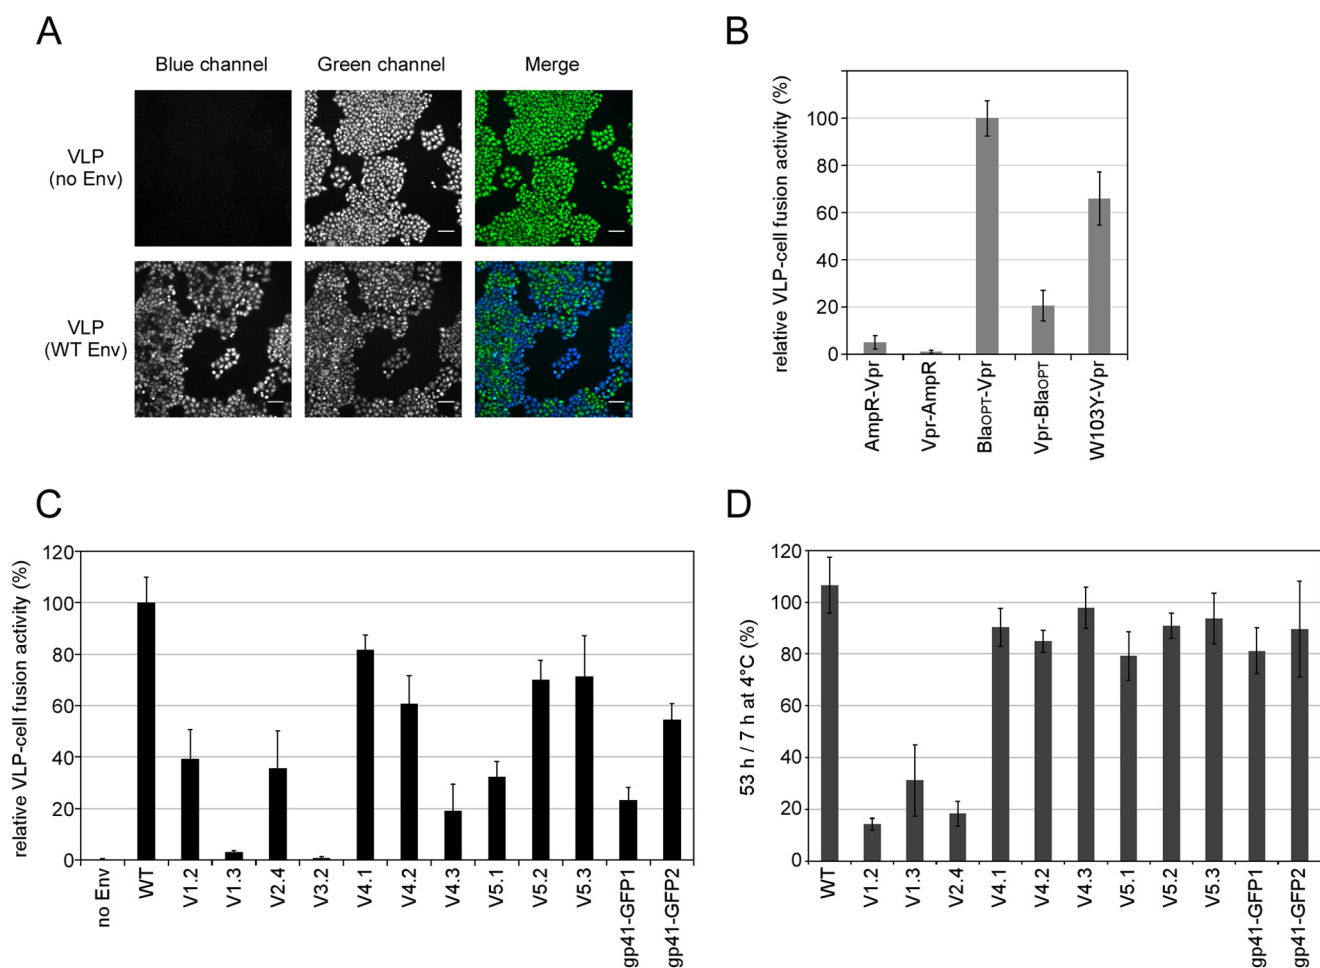 A
Blue channel Green channel Merge
VLP
(no Env)
VLP
(WT Env)
B
relative VLP-cell fusion activity (%)
100
80
60
40
20
0
AmpR-Vpr
Vpr-AmpR
BlaOPT-Vpr
Vpr-BlaOPT
W103Y-Vpr
C
relative VLP-cell fusion activity (%)
120
100
80
60
40
20
0
no Env
WT
V1.2
V1.3
V2.4
V3.2
V4.1
V4.2
V4.3
V5.1
V5.2
V5.3
gp41-GFP1
gp41-GFP2
D
53 h / 7 h at 4°C (%)
120
100
80
60
40
20
0
WT
V1.2
V1.3
V2.4
V4.1
V4.2
V4.3
V5.1
V5.2
V5.3
gp41-GFP1
gp41-GFP2